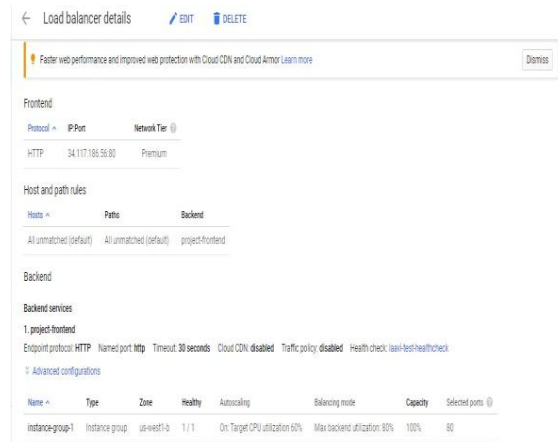 Load balancer details EDIT DELETE
Faster web performance and improved web protection with Cloud CDN and Cloud Armor Learn more Dismiss
Frontend
Protocol IP:Port Network Tier
HTTP 34.117.186.56:80 Premium
Host and path rules
Hosts Paths Backend
All unmatched (default) All unmatched (default) project-frontend
Backend
Backend services
1. project-frontend
Endpoint protocol: HTTP Named port: http Timeout: 30 seconds Cloud CDN: disabled Traffic policy: disabled Health check: -test-healthcheck
Advanced configurations
Name Type Zone Healthy Autoscaling Balancing mode Capacity Selected ports
instance-group-1 Instance group us-west1-b 1 / 1 On: Target CPU utilization 60% Max backend utilization: 80% 100% 80